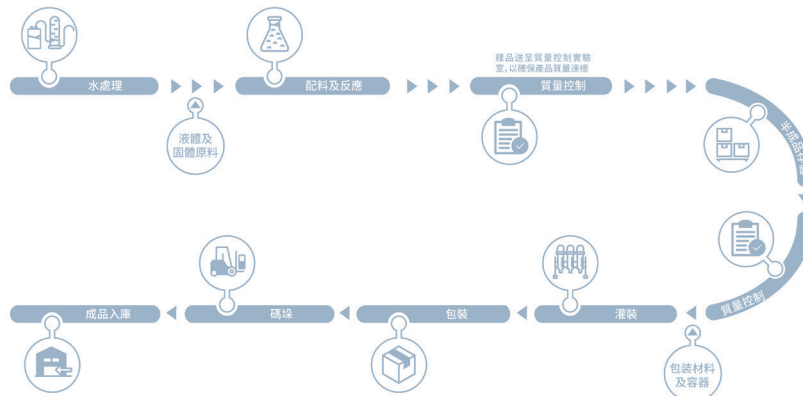 水處理
配料及反應
樣品送呈質量控制實驗
室,以確保產品質量達標
質量控制
液體及
固體原料
半成品
質量控制
成品入庫
碼垛
包裝
灌裝
包裝材料
及容器